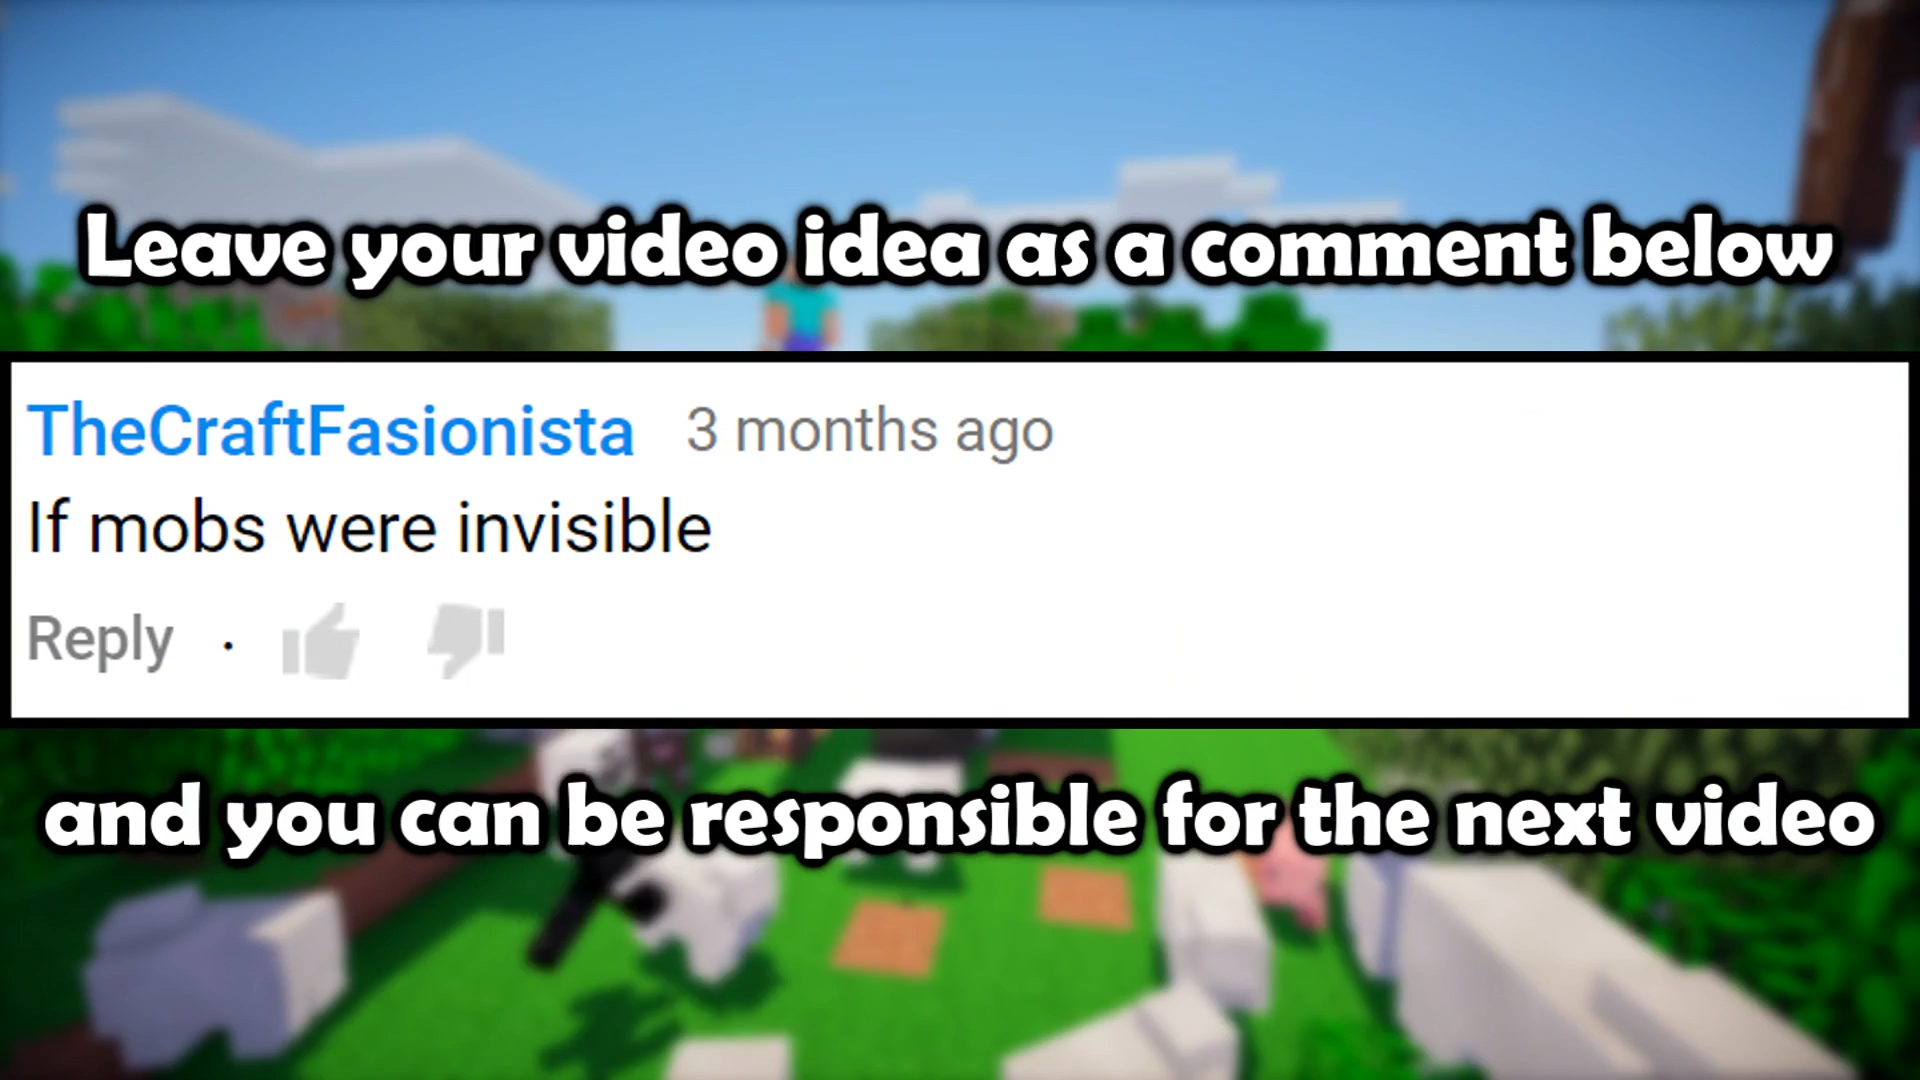 Leave your video idea as a comment below
TheCraftFasionista 3 months ago
If mobs were invisible
Reply ·
and you can be responsible for the next video